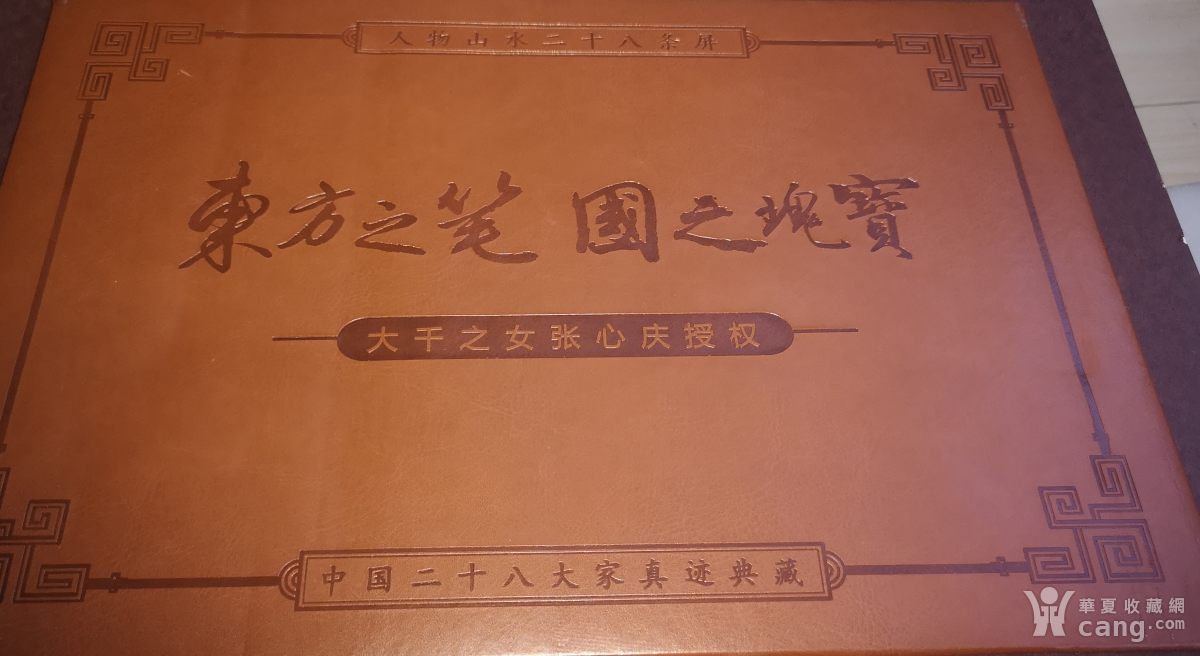 人物山水二十八条屏
東方之笔 國之瑰寶
大千之女张心庆授权
中国二十八大家真迹典藏
華夏收藏網
cang.com